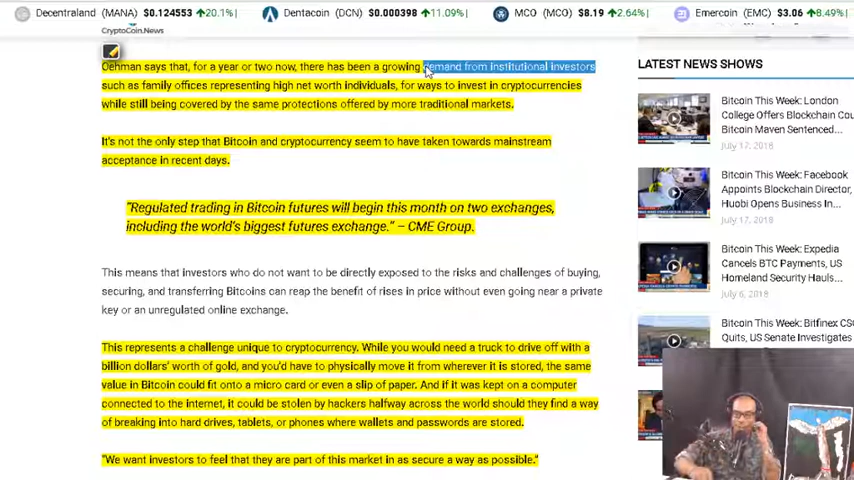 Decentraland (MANA) $0.124553 20.1% | Dentacoin (DCN) $0.000398 11.09% | MCO (MCO) $8.19 2.64% | Emercoin (EMC) $3.06 8.49% |
CryptoCoin.News
Oehman says that, for a year or two now, there has been a growing demand from institutional investors
such as family offices representing high net worth individuals, for ways to invest in cryptocurrencies
while still being covered by the same protections offered by more traditional markets.
It's not the only step that Bitcoin and cryptocurrency seem to have taken towards mainstream
acceptance in recent days.
"Regulated trading in Bitcoin futures will begin this month on two exchanges,
including the world's biggest futures exchange." – CME Group.
This means that investors who do not want to be directly exposed to the risks and challenges of buying,
securing, and transferring Bitcoins can reap the benefit of rises in price without even going near a private
key or an unregulated online exchange.
This represents a challenge unique to cryptocurrency. While you would need a truck to drive off with a
billion dollars' worth of gold, and you'd have to physically move it from wherever it is stored, the same
value in Bitcoin could fit onto a micro card or even a slip of paper. And if it was kept on a computer
connected to the internet, it could be stolen by hackers halfway across the world should they find a way
of breaking into hard drives, tablets, or phones where wallets and passwords are stored.
"We want investors to feel that they are part of this market in as secure a way as possible."
LATEST NEWS SHOWS
Bitcoin This Week: London
College Offers Blockchain Cou
Bitcoin Maven Sentenced...
July 17, 2018
Bitcoin This Week: Facebook
Appoints Blockchain Director,
Huobi Opens Business In...
July 17, 2018
Bitcoin This Week: Expedia
Cancels BTC Payments, US
Homeland Security Hauls...
July 6, 2018
Bitcoin This Week: Bitfinex CSO
Quits, US Senate Investigates